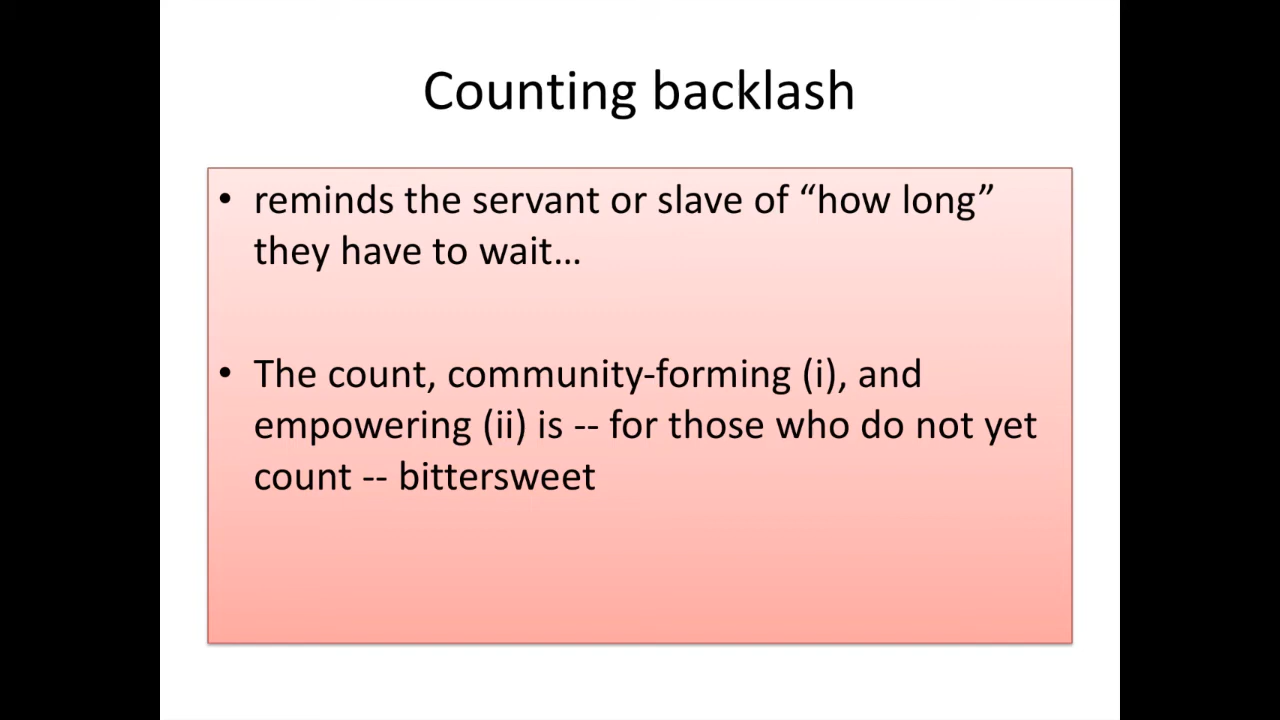 Counting backlash
• reminds the servant or slave of “how long”
they have to wait…
• The count, community-forming (i), and
empowering (ii) is -- for those who do not yet
count -- bittersweet